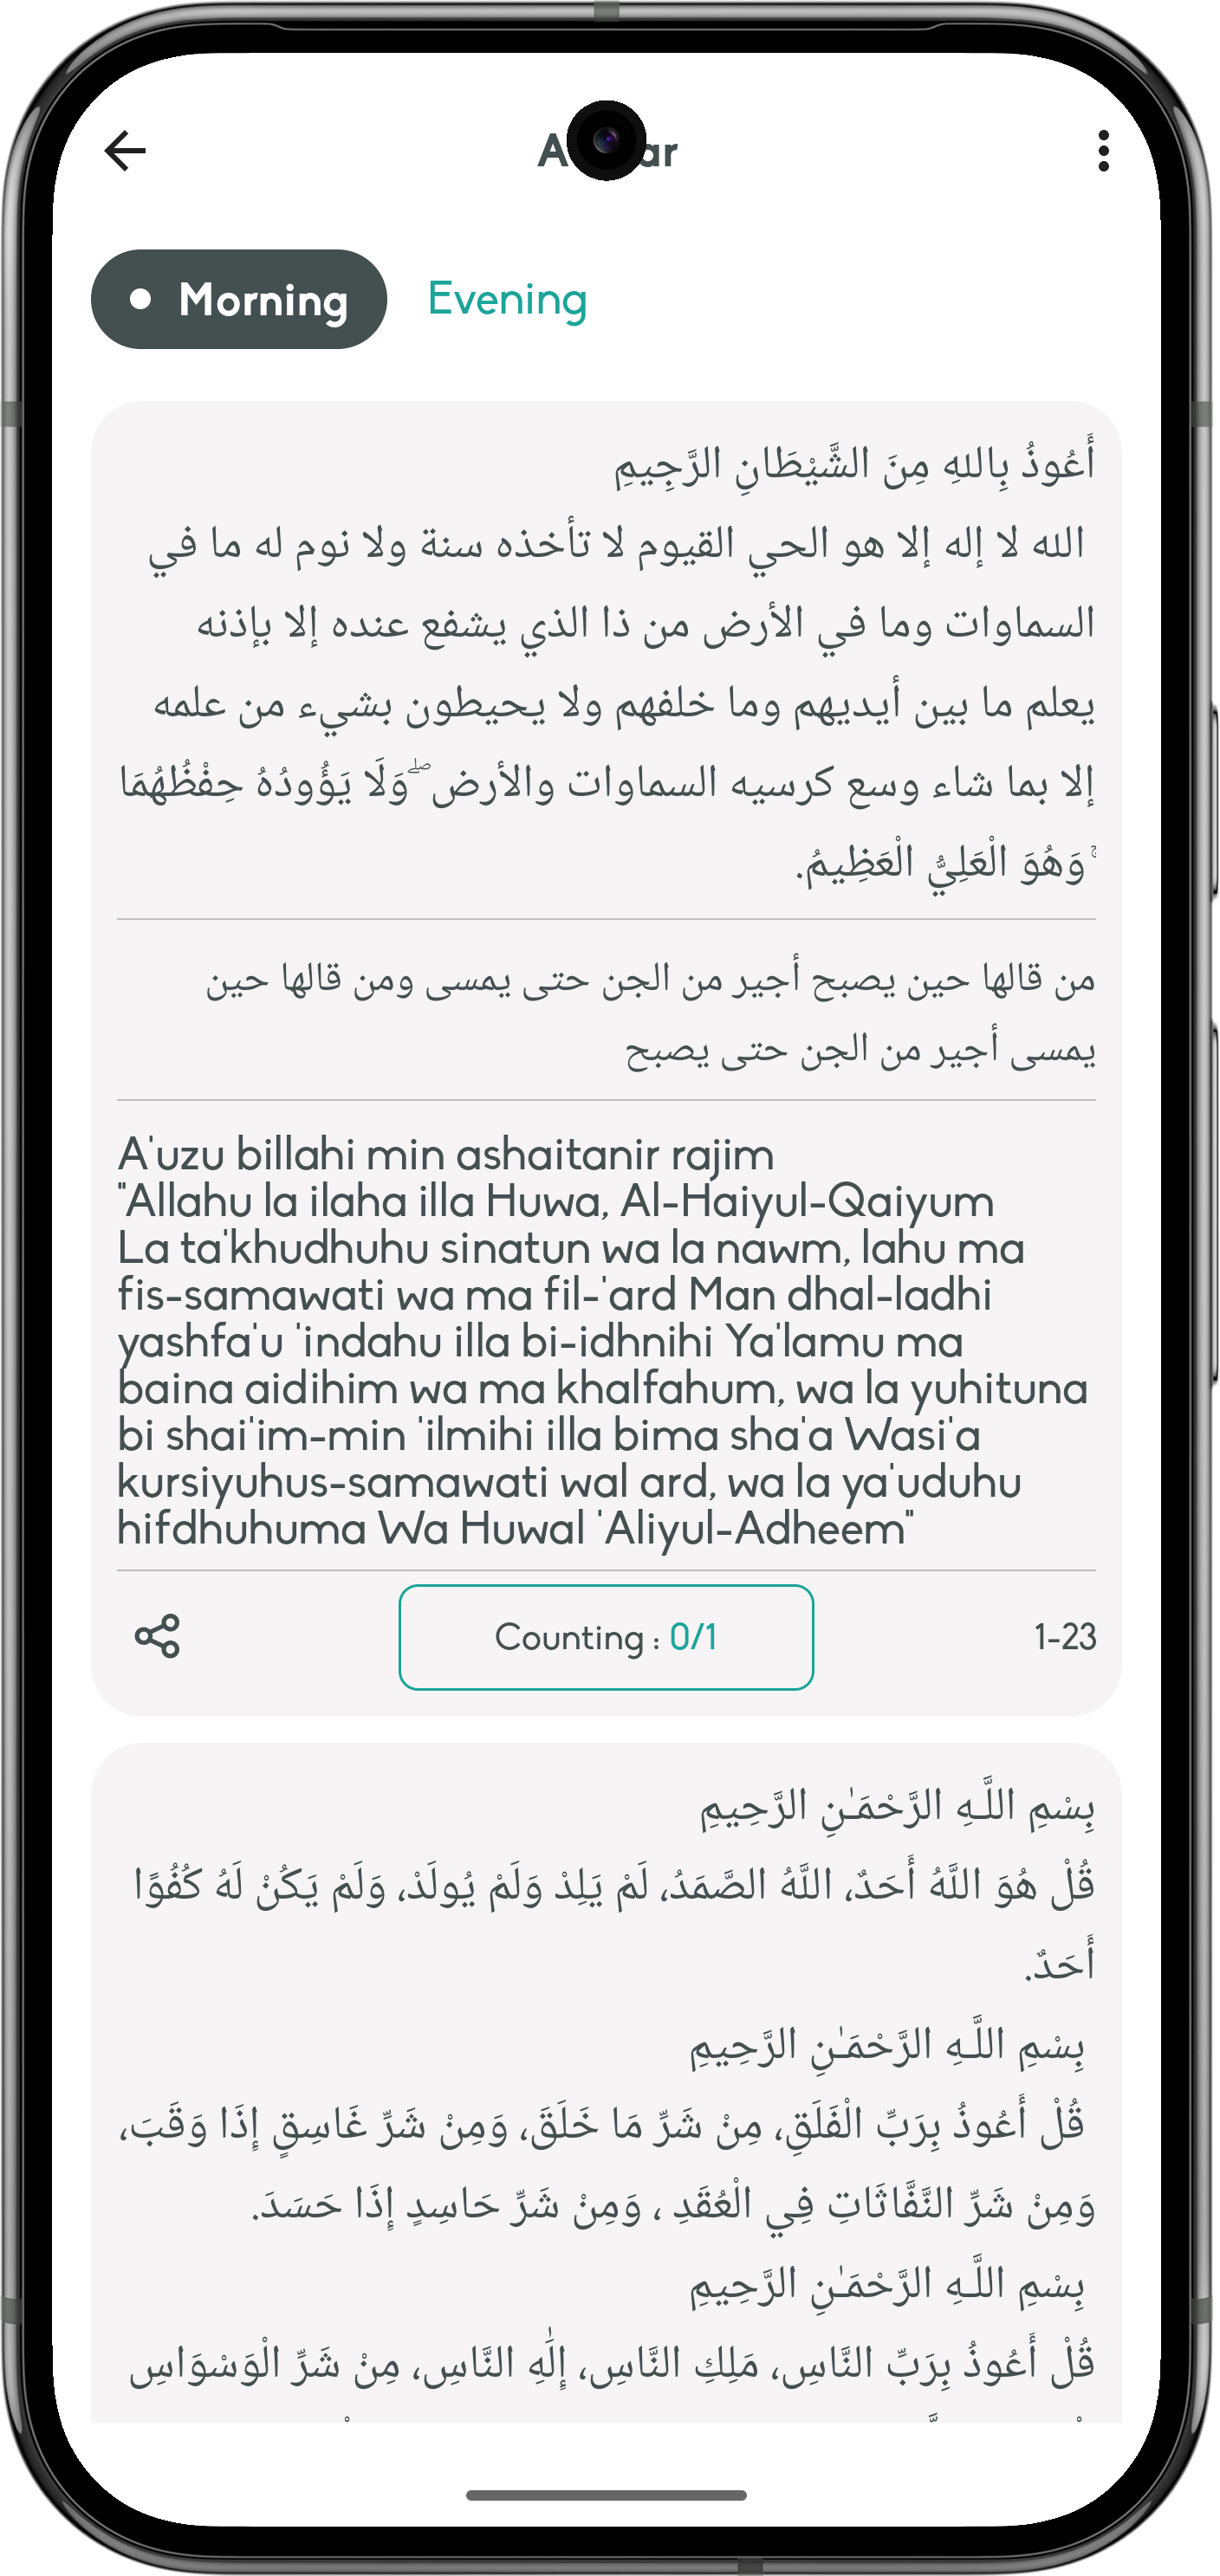 Morning
Evening
أَعُوذُ بِاللهِ مِنَ الشَّيْطَانِ الرَّجِيمِ
الله لا إله إلا هو الحي القيوم لا تأخذه سنة ولا نوم له ما في
السماوات وما في الأرض من ذا الذي يشفع عنده إلا بإذنه
يعلم ما بين أيديهم وما خلفهم ولا يحيطون بشيء من علمه
إلا بما شاء وسع كرسيه السماوات والأرض ۖ وَلَا يَؤُودُهُ حِفْظُهُمَا
ۚ وَهُوَ الْعَلِيُّ الْعَظِيمُ.
من قالها حين يصبح أجير من الجن حتى يمسى ومن قالها حين
يمسى أجير من الجن حتى يصبح
A'uzu billahi min ashaitanir rajim
"Allahu la ilaha illa Huwa, Al-Haiyul-Qaiyum
La ta'khudhuhu sinatun wa la nawm, lahu ma
fis-samawati wa ma fil-'ard Man dhal-ladhi
yashfa'u 'indahu illa bi-idhnihi Ya'lamu ma
baina aidihim wa ma khalfahum, wa la yuhituna
bi shai'im-min 'ilmihi illa bima sha'a Wasi'a
kursiyuhus-samawati wal ard, wa la ya'uduhu
hifdhuhuma Wa Huwal 'Aliyul-Adheem"
Counting : 0/1
1-23
بِسْمِ اللَّـهِ الرَّحْمَـٰنِ الرَّحِيمِ
قُلْ هُوَ اللَّهُ أَحَدٌ، اللَّهُ الصَّمَدُ، لَمْ يَلِدْ وَلَمْ يُولَدْ، وَلَمْ يَكُنْ لَهُ كُفُوًا
أَحَدٌ.
بِسْمِ اللَّـهِ الرَّحْمَـٰنِ الرَّحِيمِ
قُلْ أَعُوذُ بِرَبِّ الْفَلَقِ، مِنْ شَرِّ مَا خَلَقَ، وَمِنْ شَرِّ غَاسِقٍ إِذَا وَقَبَ،
وَمِنْ شَرِّ النَّفَّاثَاتِ فِي الْعُقَدِ ، وَمِنْ شَرِّ حَاسِدٍ إِذَا حَسَدَ.
بِسْمِ اللَّـهِ الرَّحْمَـٰنِ الرَّحِيمِ
قُلْ أَعُوذُ بِرَبِّ النَّاسِ، مَلِكِ النَّاسِ، إِلَٰهِ النَّاسِ، مِنْ شَرِّ الْوَسْوَاسِ